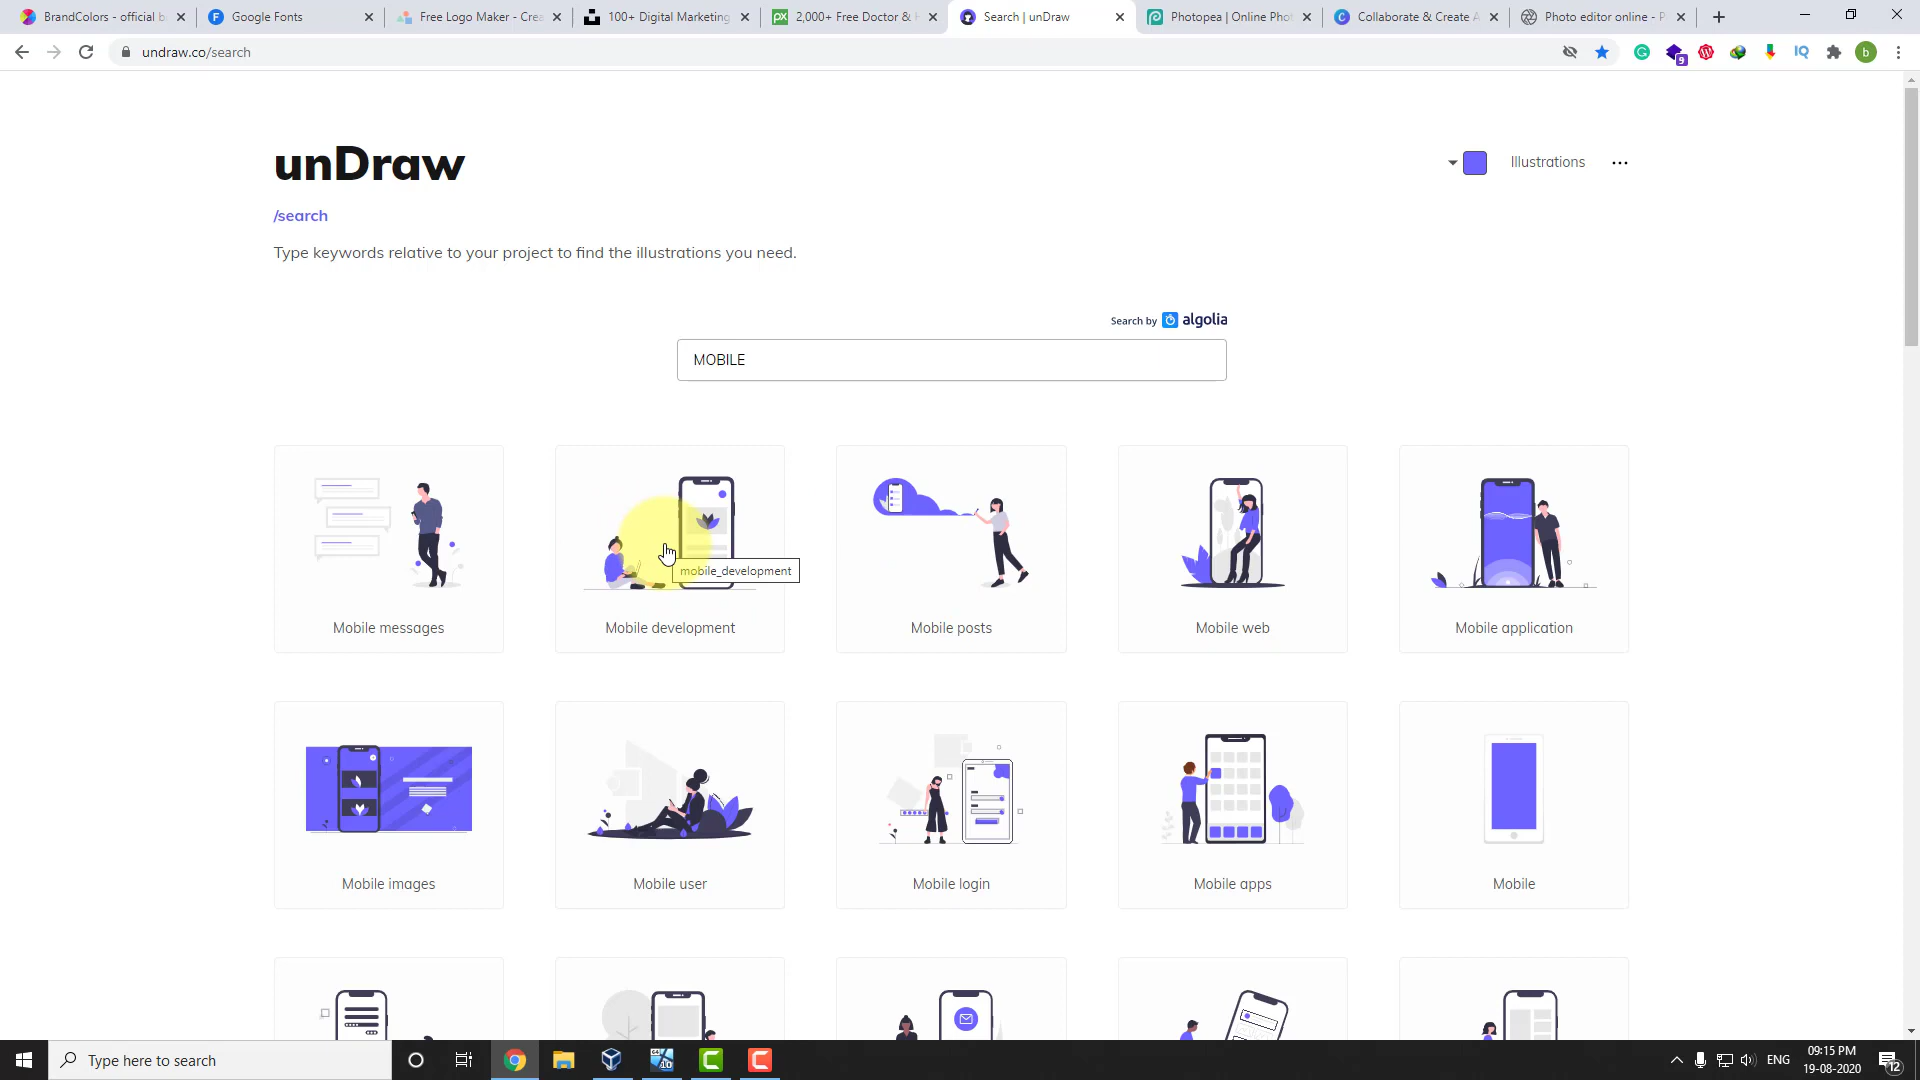 BrandColors - official b
Google Fonts
Free Logo Maker - Crea
100+ Digital Marketing
2,000+ Free Doctor & H
Search | unDraw
Photopea | Online Phot
Collaborate & Create A
Photo editor online - P
undraw.co/search
9
IQ
b
unDraw
Illustrations
/search
Type keywords relative to your project to find the illustrations you need.
Search by algolia
MOBILE
mobile_development
Mobile messages
Mobile development
Mobile posts
Mobile web
Mobile application
Mobile images
Mobile user
Mobile login
Mobile apps
Mobile
Type here to search
ENG
09:15 PM
19-08-2020
12